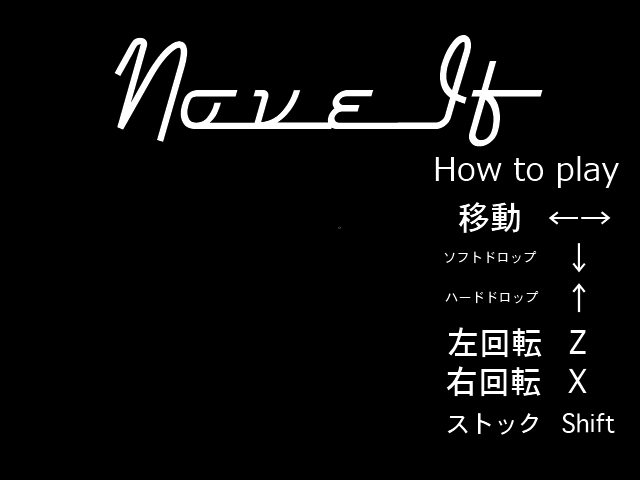 Nove If
How to play
移動 ←→
ソフトドロップ ↓
ハードドロップ ↑
左回転 Z
右回転 X
ストック Shift